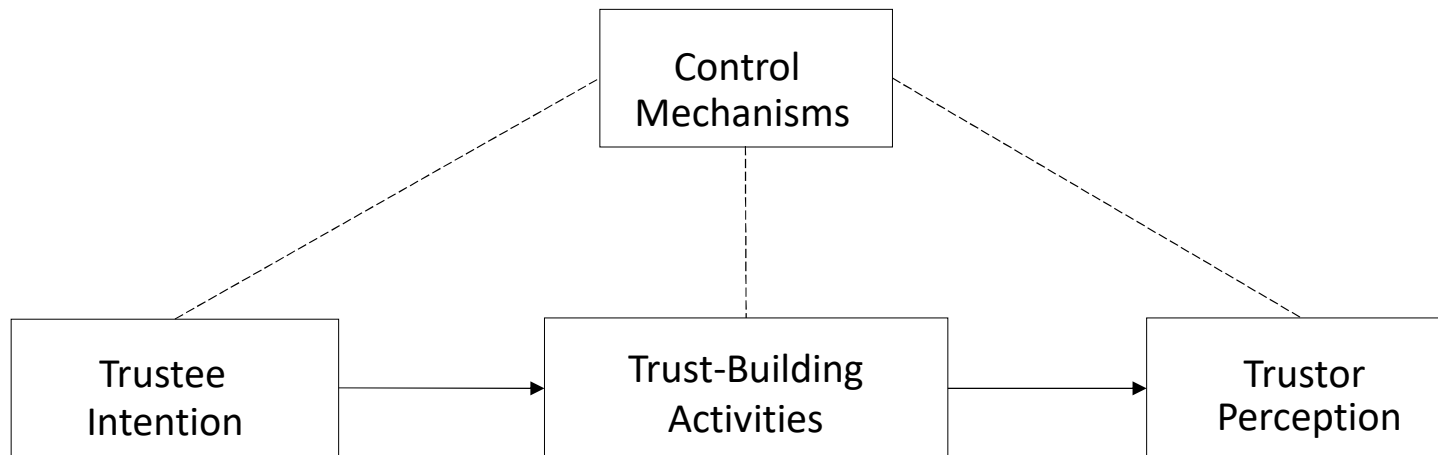 Control
Mechanisms
Trustee
Intention
Trust-Building
Activities
Trustor
Perception